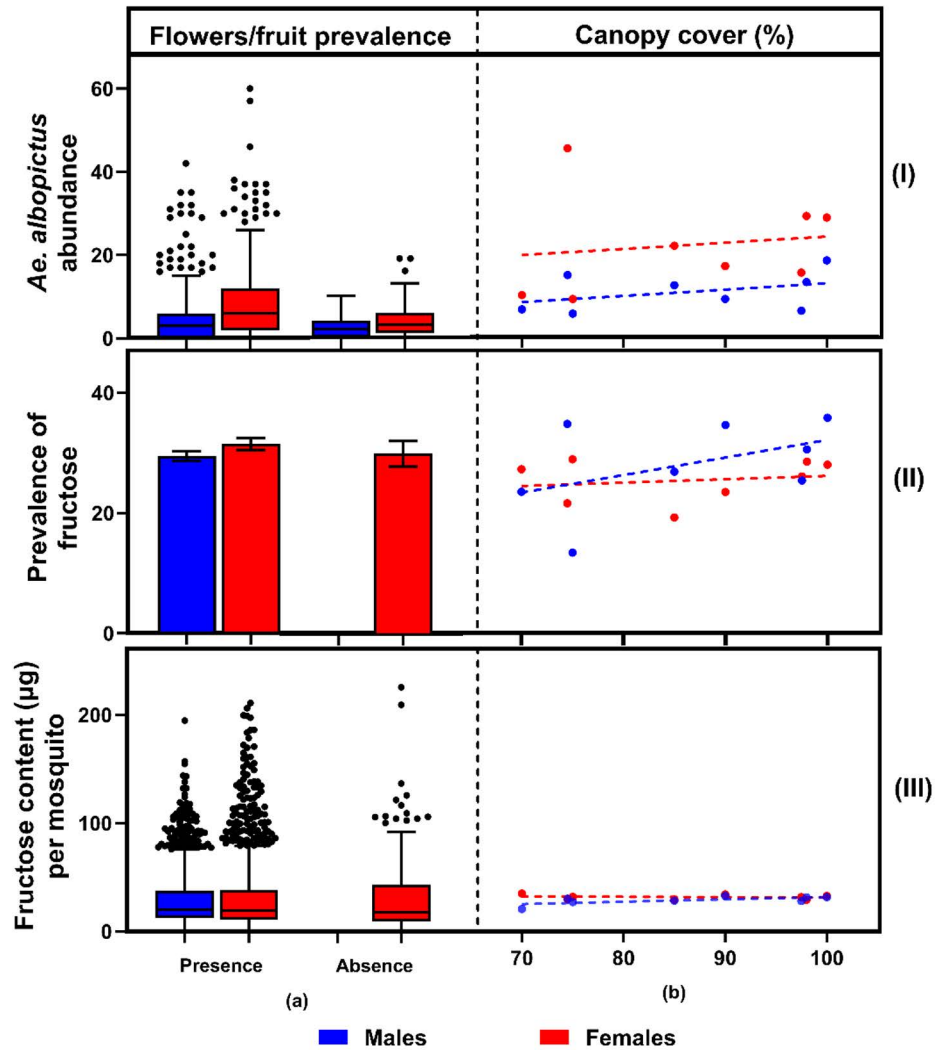 Flowers/fruit prevalence
Canopy cover (%)
Ae. albopictus
abundance
60
40
20
0
(I)
Prevalence of
fructose
40
20
0
(II)
Fructose content (µg)
per mosquito
200
100
0
(III)
Presence
Absence
70
80
90
100
(a)
(b)
Males
Females